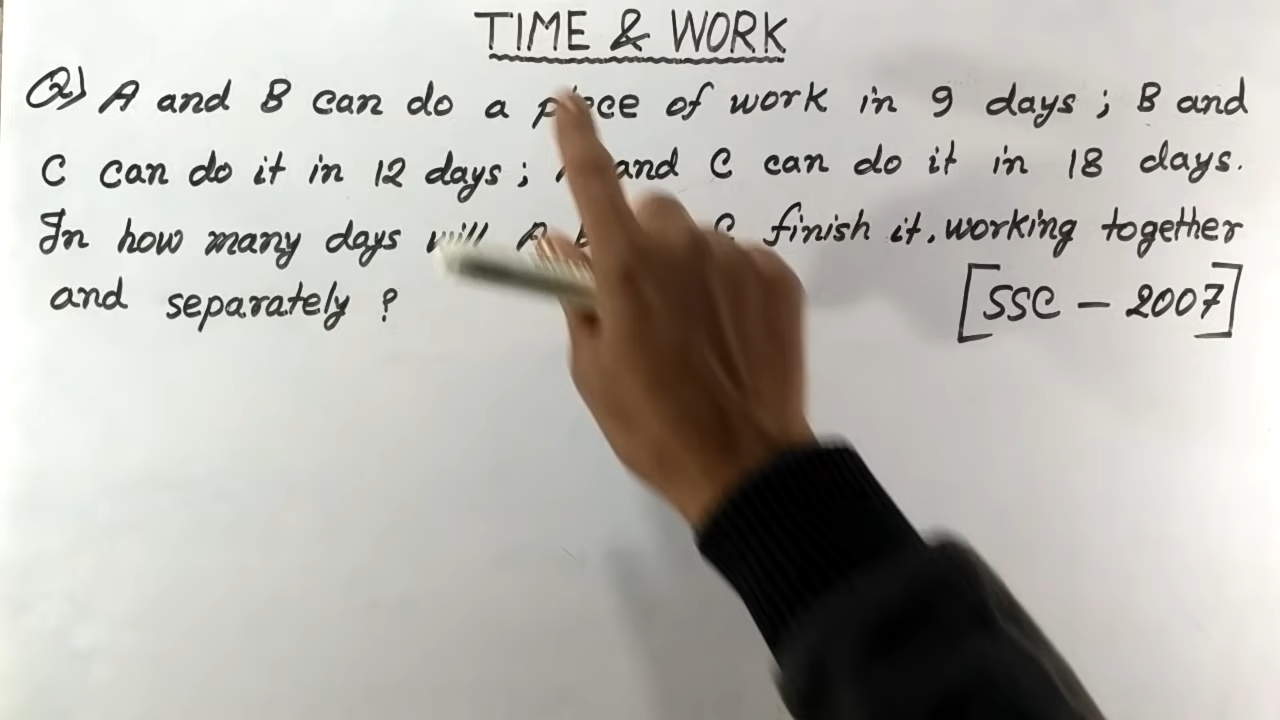 TIME & WORK
Q) A and B can do a piece of work in 9 days ; B and
C can do it in 12 days ; and C can do it in 18 days.
In how many days will A C finish it, working together
and separately ?
[SSC - 2007]